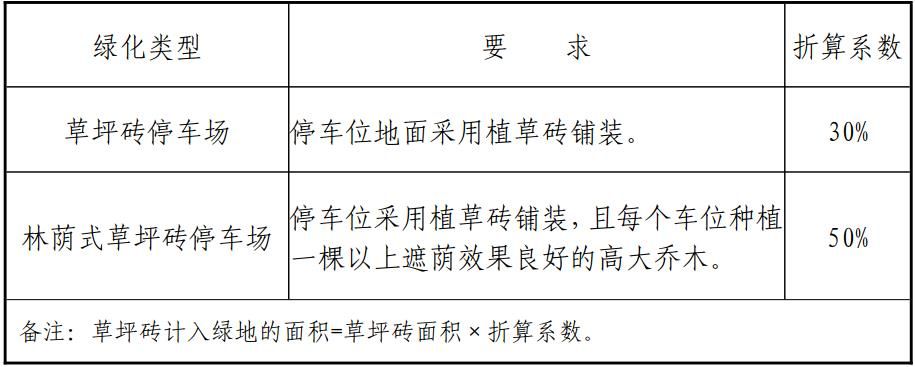 绿化类型 要 求 折算系数
草坪砖停车场 停车位地面采用植草砖铺装。 30%
林荫式草坪砖停车场 停车位采用植草砖铺装，且每个车位种植
一棵以上遮荫效果良好的高大乔木。 50%
备注：草坪砖计入绿地的面积=草坪砖面积×折算系数。